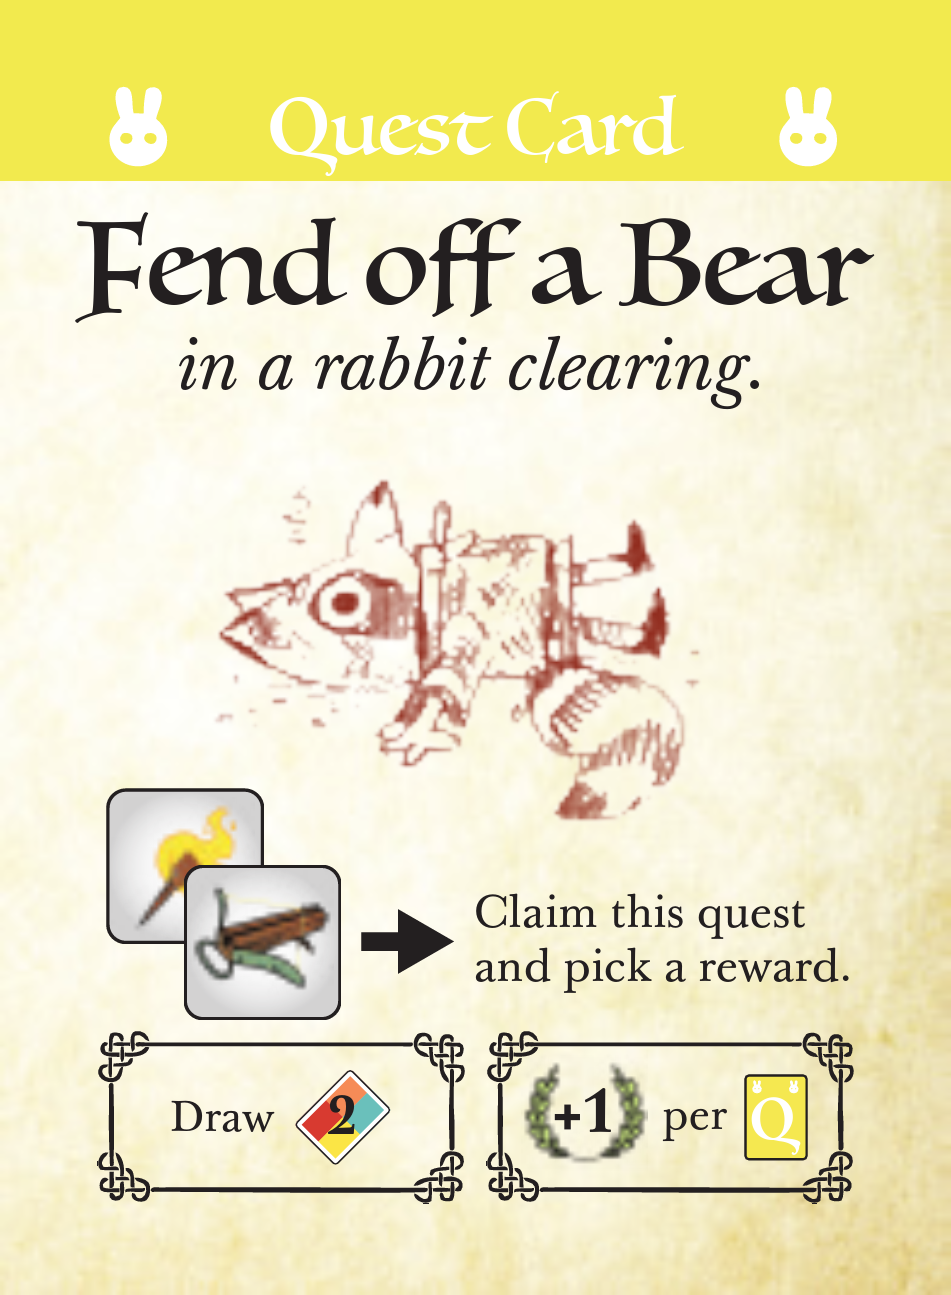 Quest Card
Fend off a Bear
in a rabbit clearing.
Claim this quest
and pick a reward.
Draw 2
+1 per Q